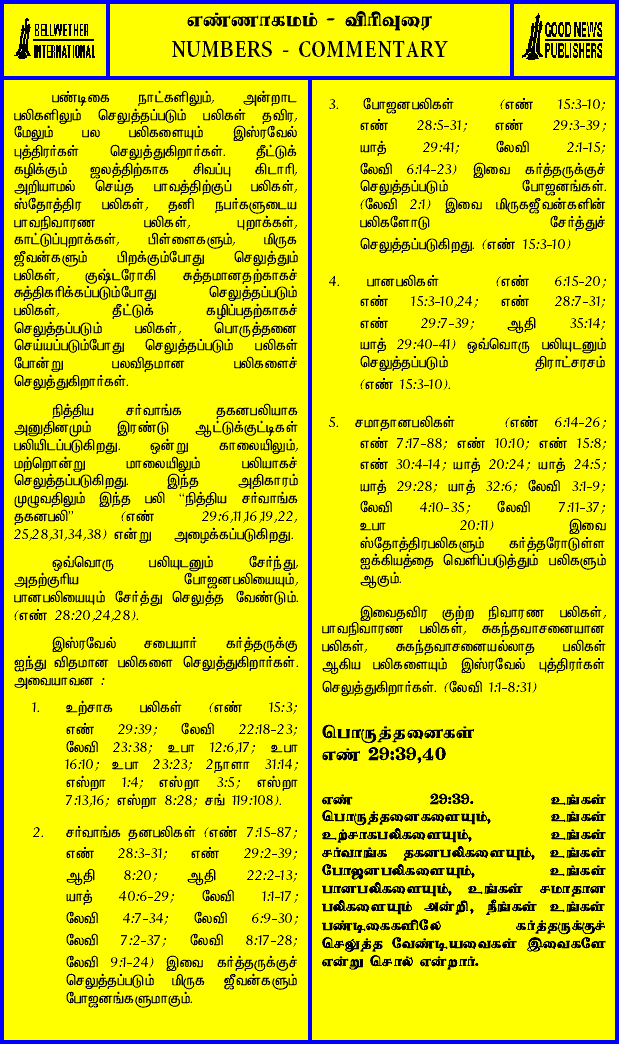 BELLWETHER
INTERNATIONAL
எண்ணாகமம் - விரிவுரை
NUMBERS - COMMENTARY
GOOD NEWS
PUBLISHERS
பண்டிகை நாட்களிலும், அன்றாட
பலிகளிலும் செலுத்தப்படும் பலிகள் தவிர,
மேலும் பல பலிகளையும் இஸ்ரவேல்
புத்திரர்கள் செலுத்துகிறார்கள். தீட்டுக்
கழிக்கும் ஜலத்திற்காக சிவப்பு கிடாரி,
அறியாமல் செய்த பாவத்திற்குப் பலிகள்,
ஸ்தோத்திர பலிகள், தனி நபர்களுடைய
பாவநிவாரண பலிகள், புறாக்கள்,
காட்டுப்புறாக்கள், பிள்ளைகளும், மிருக
ஜீவன்களும் பிறக்கும்போது செலுத்தும்
பலிகள், குஷ்டரோகி சுத்தமானதற்காகச்
சுத்திகரிக்கப்படும்போது செலுத்தப்படும்
பலிகள், தீட்டுக் கழிப்பதற்காகச்
செலுத்தப்படும் பலிகள், பொருத்தனை
செய்யப்படும்போது செலுத்தப்படும் பலிகள்
போன்று பலவிதமான பலிகளைச்
செலுத்துகிறார்கள்.
நித்திய சர்வாங்க தகனபலியாக
அனுதினமும் இரண்டு ஆட்டுக்குட்டிகள்
பலியிடப்படுகிறது. ஒன்று காலையிலும்,
மற்றொன்று மாலையிலும் பலியாகச்
செலுத்தப்படுகிறது. இந்த அதிகாரம்
முழுவதிலும் இந்த பலி “நித்திய சர்வாங்க
தகனபலி” (எண் 29:6,11,16,19,22,
25,28,31,34,38) என்று அழைக்கப்படுகிறது.
ஒவ்வொரு பலியுடனும் சேர்ந்து,
அதற்குரிய போஜனபலியையும்,
பானபலியையும் சேர்த்து செலுத்த வேண்டும்.
(எண் 28:20,24,28).
இஸ்ரவேல் சபையார் கர்த்தருக்கு
ஐந்து விதமான பலிகளை செலுத்துகிறார்கள்.
அவையாவன :
1. உற்சாக பலிகள் (எண் 15:3;
எண் 29:39; லேவி 22:18-23;
லேவி 23:38; உபா 12:6,17; உபா
16:10; உபா 23:23; 2நாளா 31:14;
எஸ்றா 1:4; எஸ்றா 3:5; எஸ்றா
7:13,16; எஸ்றா 8:28; சங் 119:108).
2. சர்வாங்க தனபலிகள் (எண் 7:15-87;
எண் 28:3-31; எண் 29:2-39;
ஆதி 8:20; ஆதி 22:2-13;
யாத் 40:6-29; லேவி 1:1-17;
லேவி 4:7-34; லேவி 6:9-30;
லேவி 7:2-37; லேவி 8:17-28;
லேவி 9:1-24) இவை கர்த்தருக்குச்
செலுத்தப்படும் மிருக ஜீவன்களும்
போஜனங்களுமாகும்.
3. போஜனபலிகள் (எண் 15:3-10;
எண் 28:5-31; எண் 29:3-39;
யாத் 29:41; லேவி 2:1-15;
லேவி 6:14-23) இவை கர்த்தருக்குச்
செலுத்தப்படும் போஜனங்கள்.
(லேவி 2:1) இவை மிருகஜீவன்களின்
பலிகளோடு சேர்த்துச்
செலுத்தப்படுகிறது. (எண் 15:3-10)
4. பானபலிகள் (எண் 6:15-20;
எண் 15:3-10,24; எண் 28:7-31;
எண் 29:7-39; ஆதி 35:14;
யாத் 29:40-41) ஒவ்வொரு பலியுடனும்
செலுத்தப்படும் திராட்சரசம்
(எண் 15:3-10).
5. சமாதானபலிகள் (எண் 6:14-26;
எண் 7:17-88; எண் 10:10; எண் 15:8;
எண் 30:4-14; யாத் 20:24; யாத் 24:5;
யாத் 29:28; யாத் 32:6; லேவி 3:1-9;
லேவி 4:10-35; லேவி 7:11-37;
உபா 20:11) இவை
ஸ்தோத்திரபலிகளும் கர்த்தரோடுள்ள
ஐக்கியத்தை வெளிப்படுத்தும் பலிகளும்
ஆகும்.
இவைதவிர குற்ற நிவாரண பலிகள்,
பாவநிவாரண பலிகள், சுகந்தவாசனையான
பலிகள், சுகந்தவாசனையல்லாத பலிகள்
ஆகிய பலிகளையும் இஸ்ரவேல் புத்திரர்கள்
செலுத்துகிறார்கள். (லேவி 1:1-8:31)
பொருத்தனைகள்
எண் 29:39,40
எண் 29:39. உங்கள்
பொருத்தனைகளையும், உங்கள்
உற்சாகபலிகளையும், உங்கள்
சர்வாங்க தகனபலிகளையும், உங்கள்
போஜனபலிகளையும், உங்கள்
பானபலிகளையும், உங்கள் சமாதான
பலிகளையும் அன்றி, நீங்கள் உங்கள்
பண்டிகைகளிலே கர்த்தருக்குச்
செலுத்த வேண்டியவைகள் இவைகளே
என்று சொல் என்றார்.